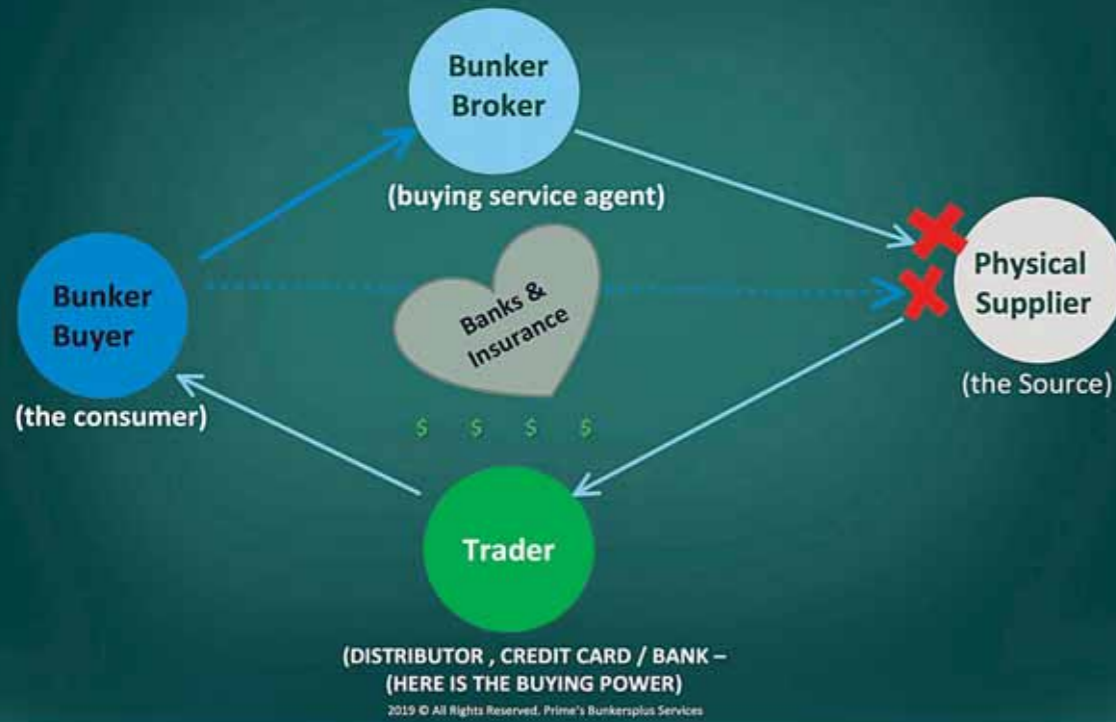 Bunker
Broker
(buying service agent)
Bunker
Buyer
(the consumer)
Banks &
Insurance
Physical
Supplier
(the Source)
$ $ $ $
Trader
(DISTRIBUTOR , CREDIT CARD / BANK –
(HERE IS THE BUYING POWER)
2019 © All Rights Reserved. Prime's Bunkersplus Services